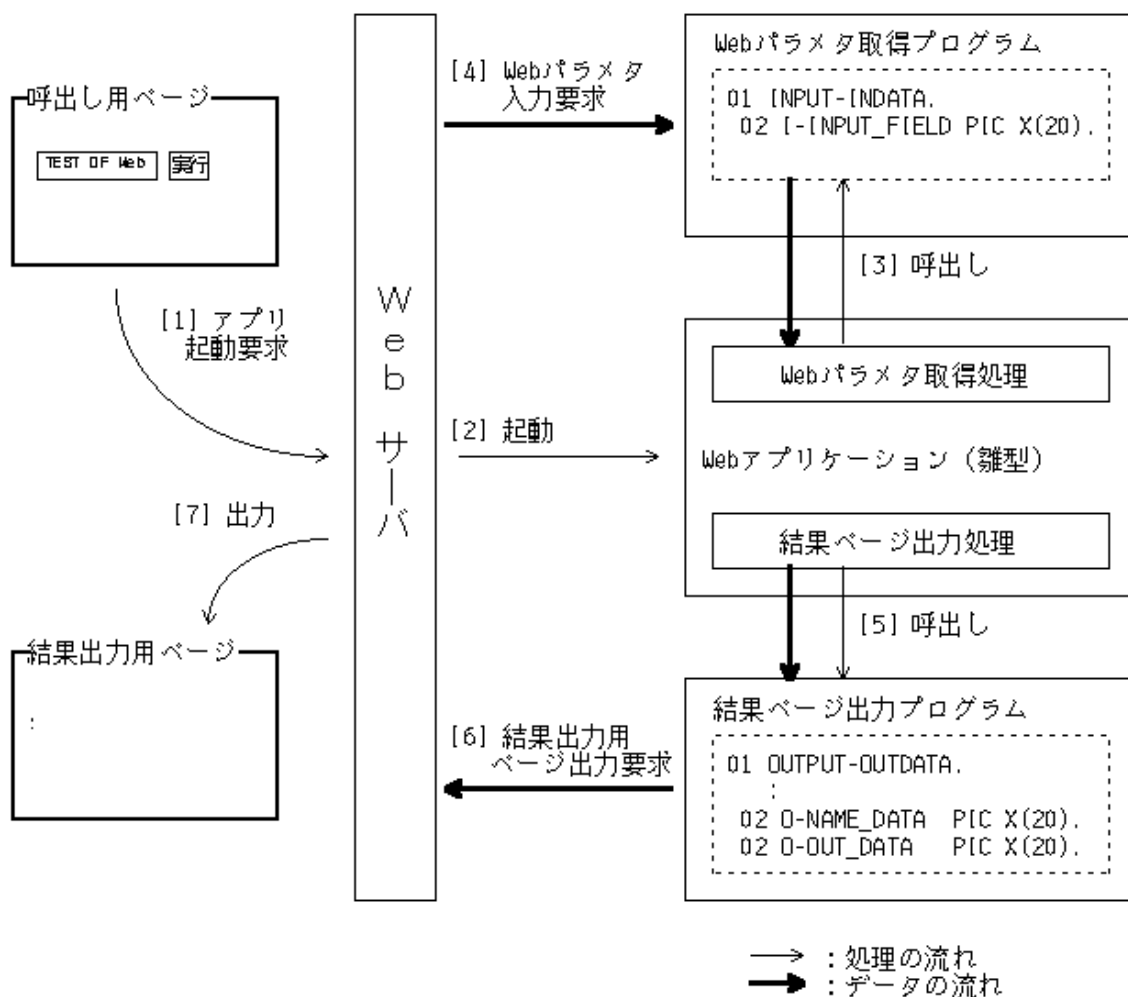 呼出し用ページ
TEST OF Web 実行
[1] アプリ
起動要求
[7] 出力
結果出力用ページ
:
Webサーバ
[4] Webパラメタ
入力要求
[2] 起動
[6] 結果出力用
ページ出力要求
Webパラメタ取得プログラム
01 INPUT-INDATA.
02 I-INPUT_FIELD PIC X(20).
[3] 呼出し
Webパラメタ取得処理
Webアプリケーション (雛型)
結果ページ出力処理
[5] 呼出し
結果ページ出力プログラム
01 OUTPUT-OUTDATA.
:
02 O-NAME_DATA PIC X(20).
02 O-OUT_DATA PIC X(20).
:処理の流れ
:データの流れ